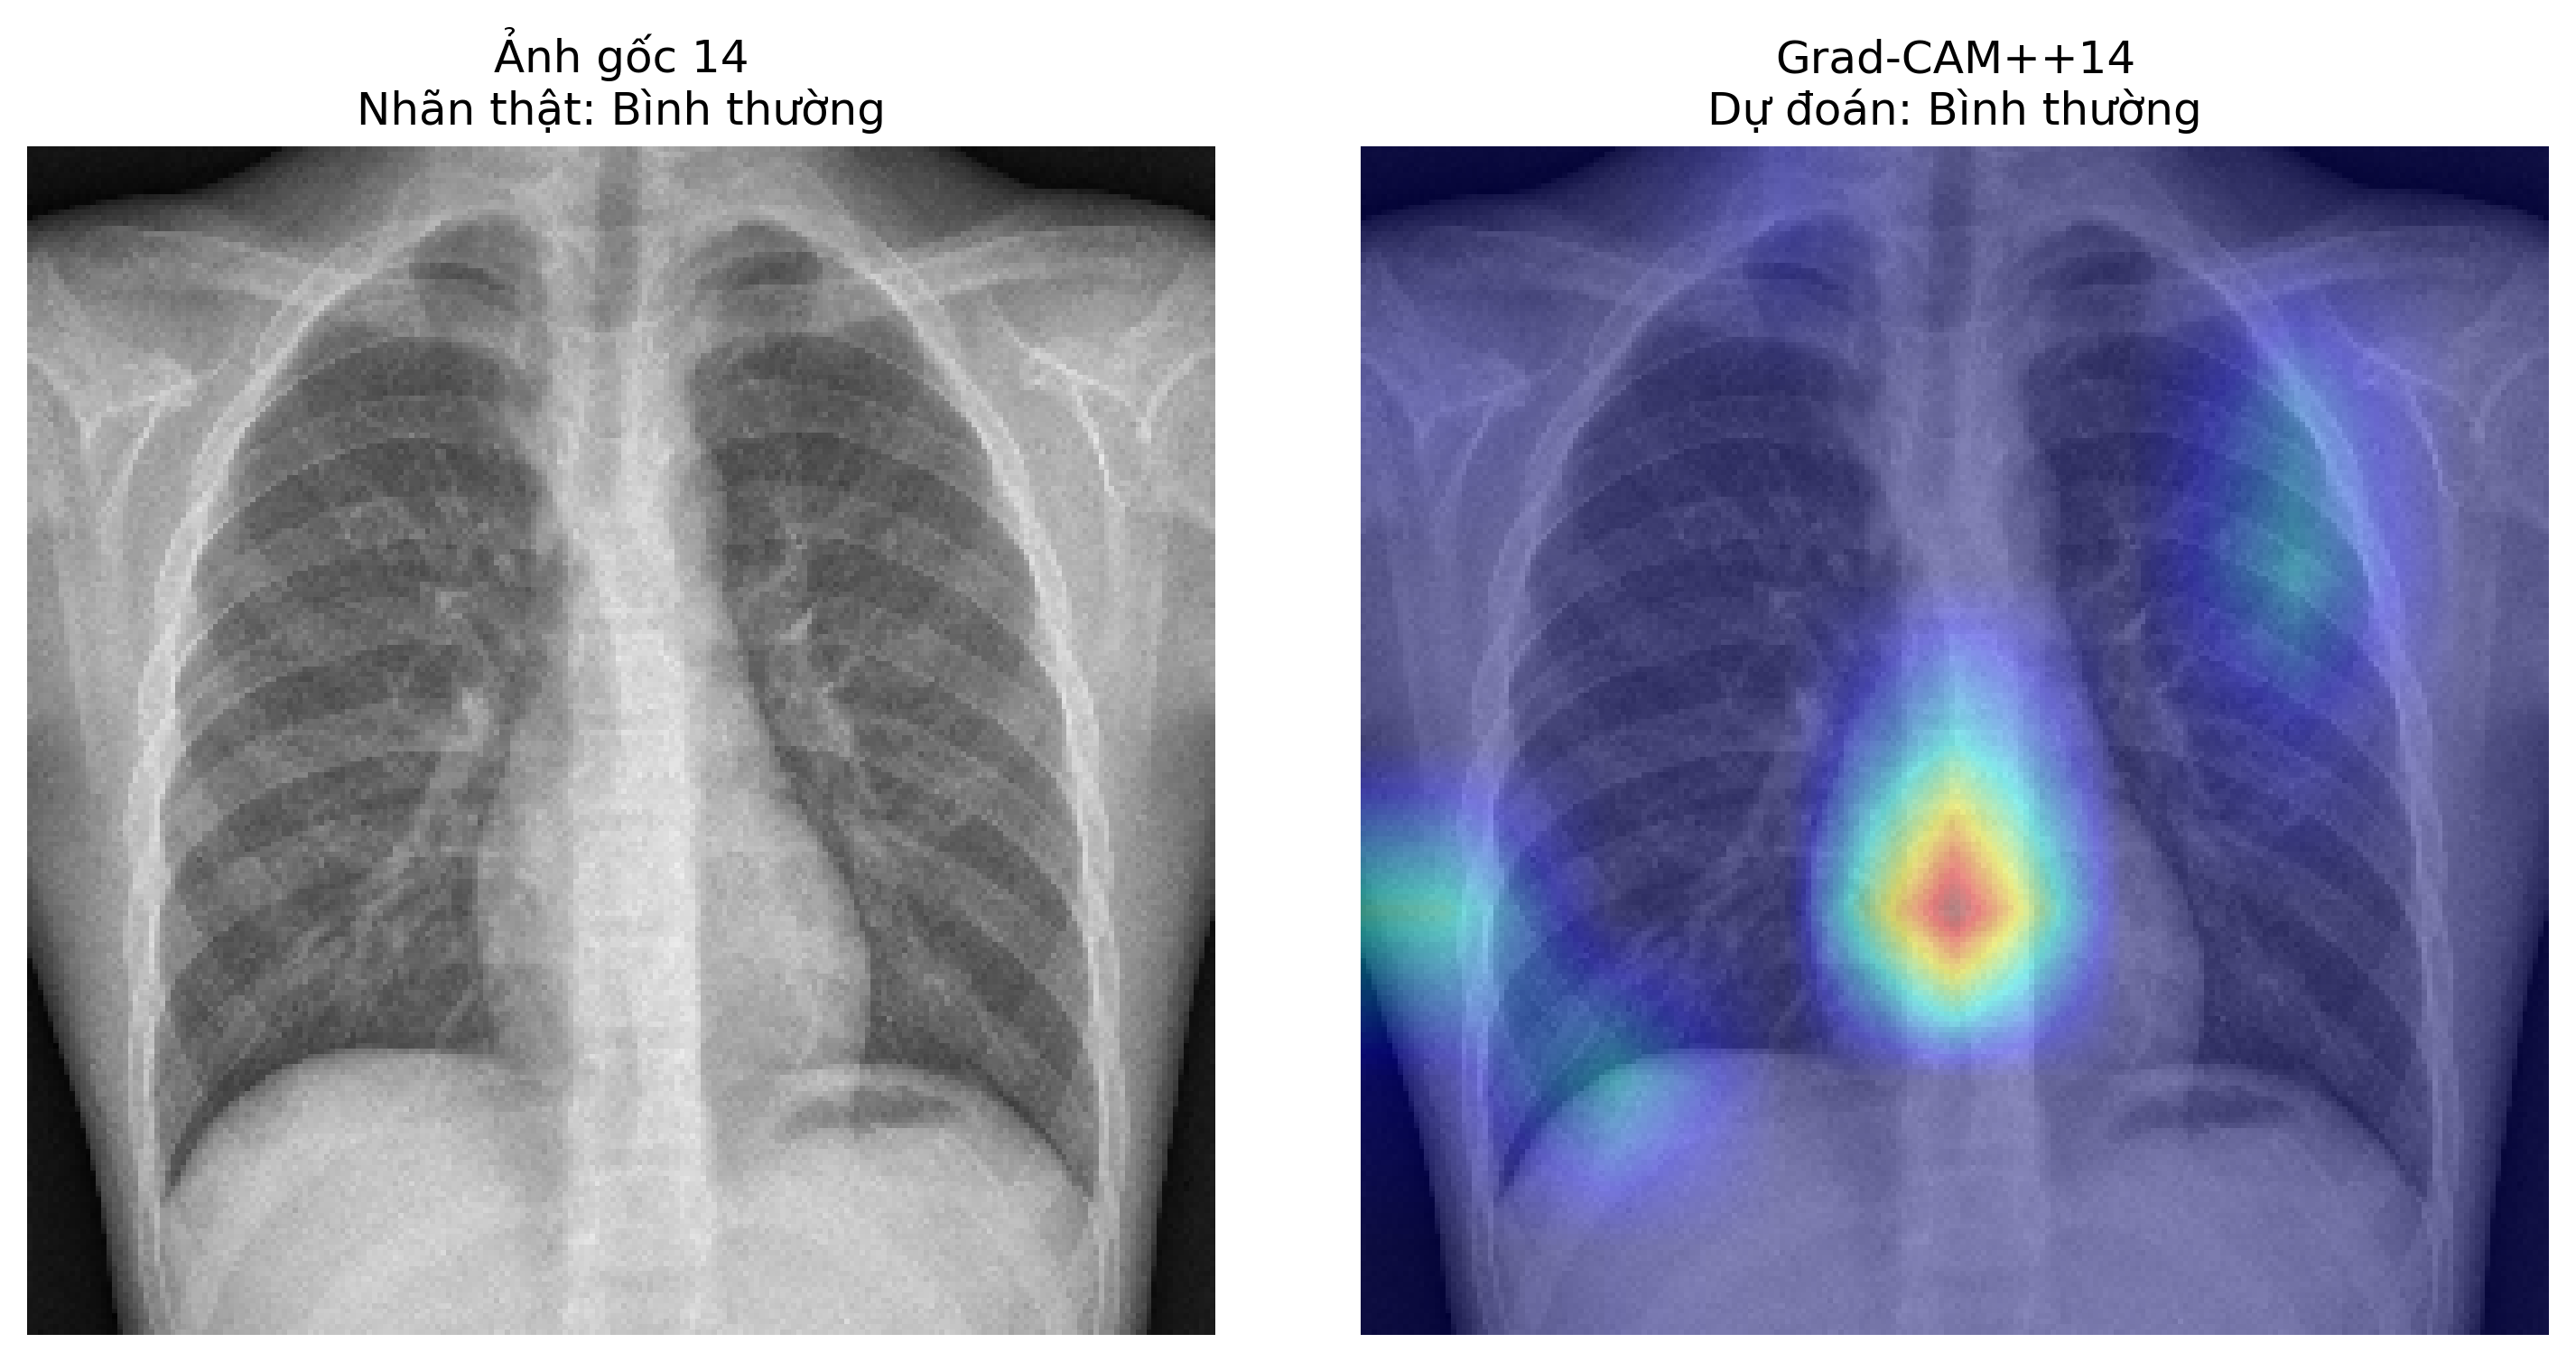 Ảnh gốc 14
Nhãn thật: Bình thường
Grad-CAM++14
Dự đoán: Bình thường